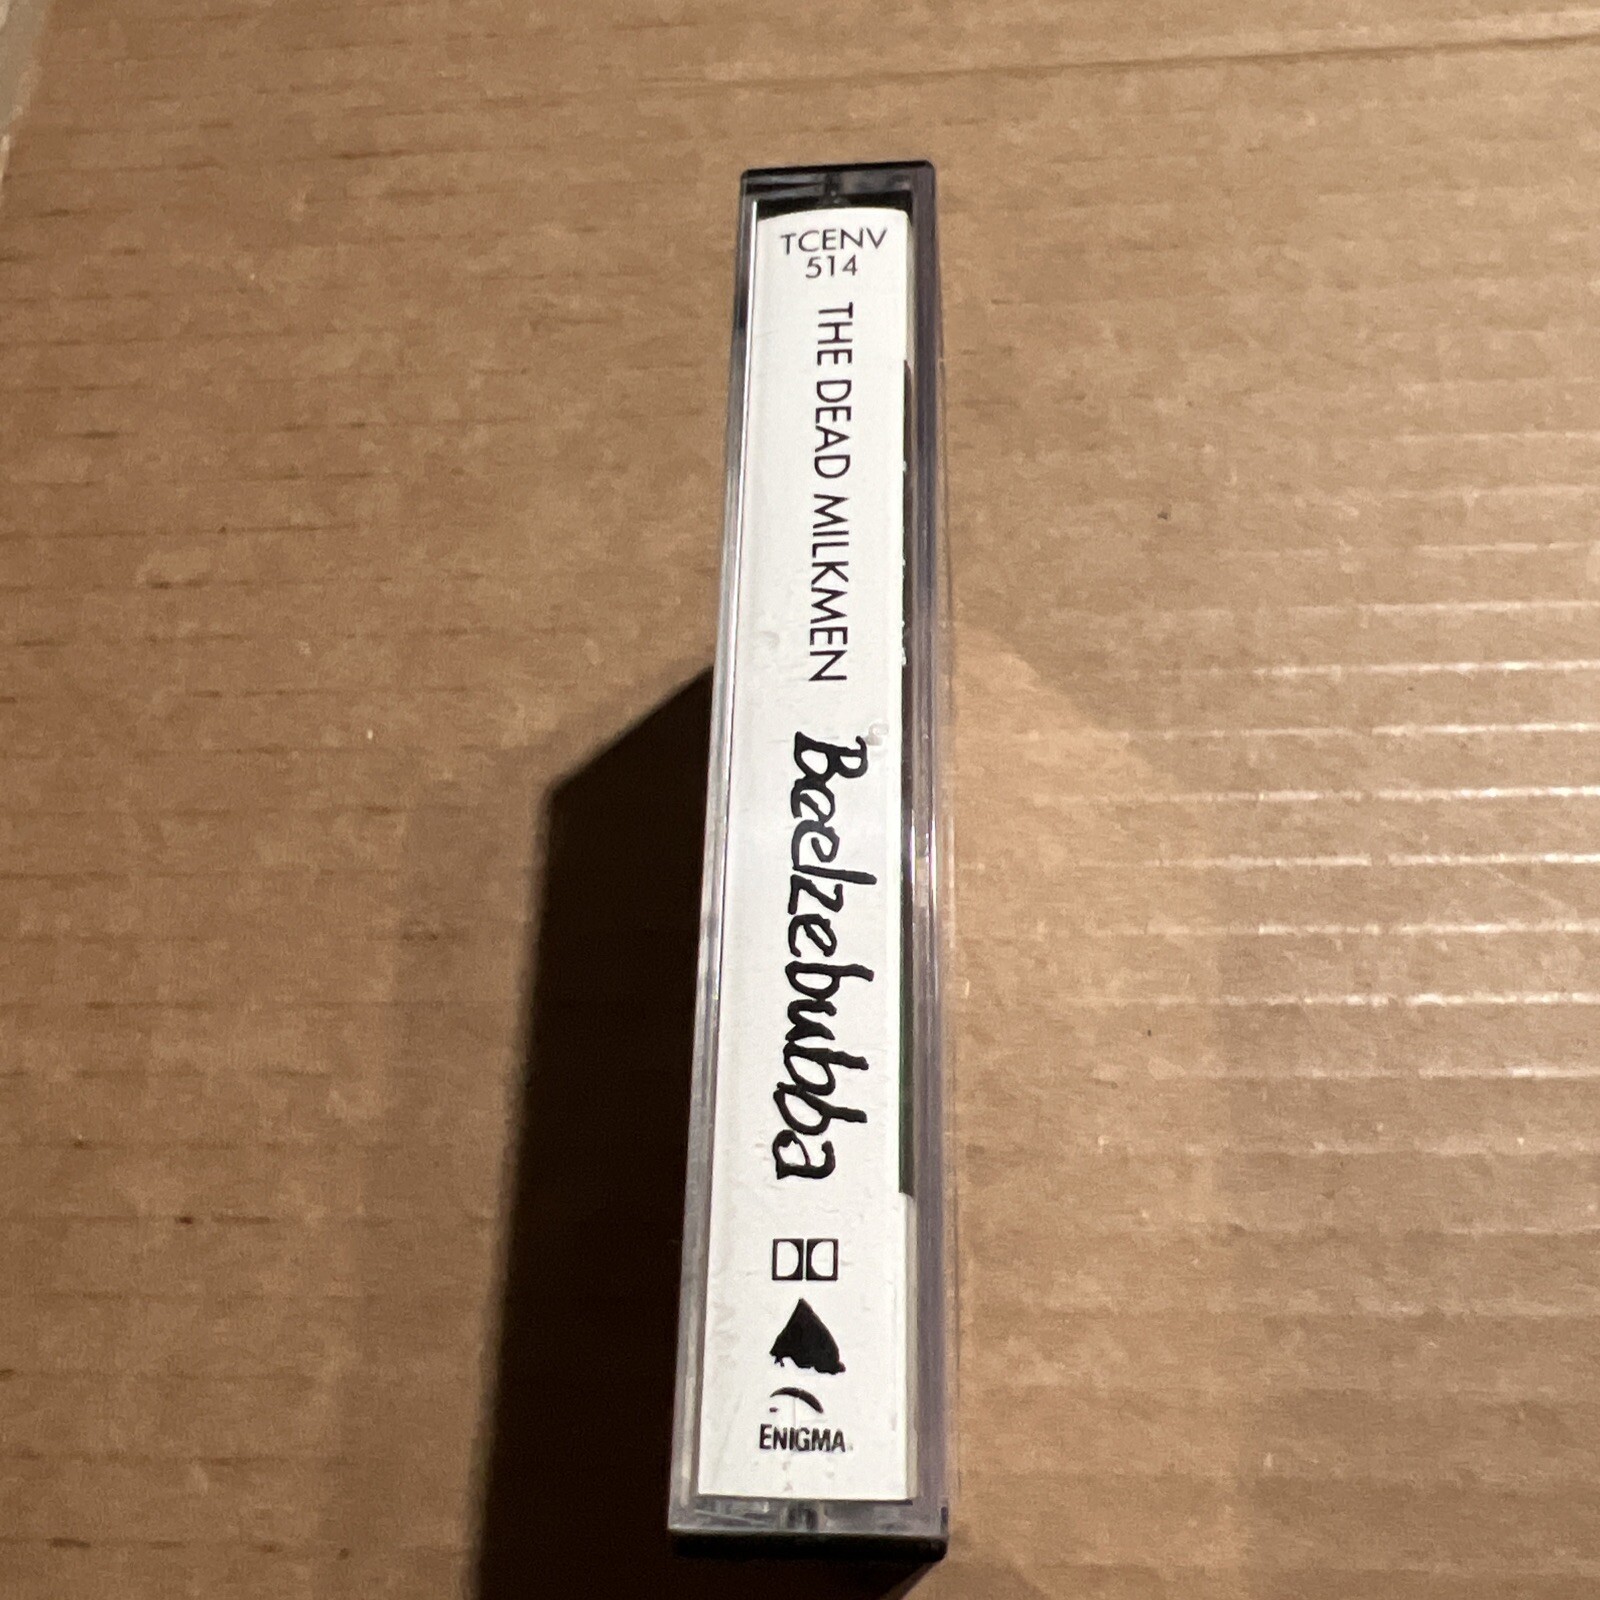 TCENV
514
THE DEAD MILKMEN
Beelzebubba
ENIGMA